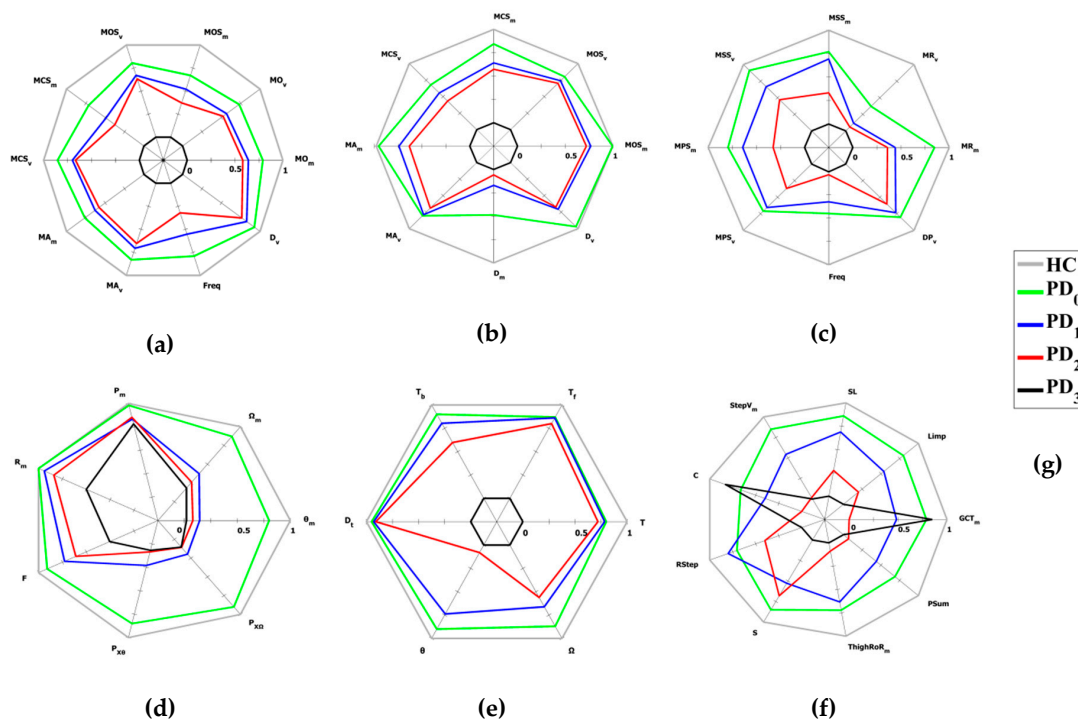 MOSv MOSm
MCSm MOv
MCSv 0 0.5 1 MOm
MAm Dv
MAv Freq
(a)
MCSm
MCSv MOSv
MAm 0 0.5 1 MOSm
MAv Dv
Dm
(b)
MSSm
MSSv MRv
MPSm 0 0.5 1 MRm
MPSv DPv
Freq
(c)
Pm
Ωm
Rm
0 0.5 1 θm
F
PXΩ
PXθ
(d)
Tb Tf
Dt 0 0.5 1 T
θ Ω
(e)
StepVm SL
C Limp
0 0.5 1 GCTm
RStep PSum
S ThighRoRm
(f)
HC
PD0
PD1
PD2
PD3
(g)